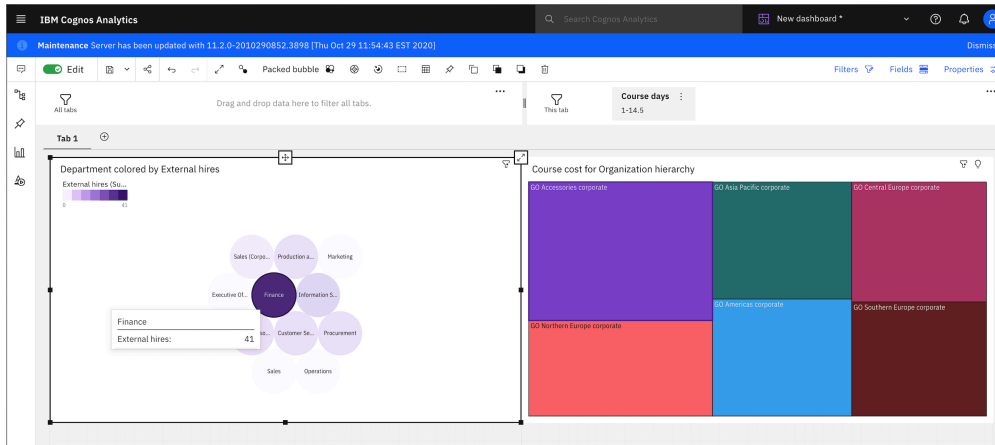 IBM Cognos Analytics
Search Cognos Analytics
New dashboard *
Maintenance Server has been updated with 11.2.0-2010290852.3898 [Thu Oct 29 11:54:43 EST 2020]
Dismiss
Edit
Packed bubble
Filters
Fields
Properties
All tabs
Drag and drop data here to filter all tabs.
This tab
Course days
1-14.5
Tab 1
Department colored by External hires
External hires (Su...
0
41
Sales (Corpo...
Production a...
Marketing
Executive Of...
Finance
Information S...
Finance
External hires: 41
Customer Se...
Procurement
Sales
Operations
Course cost for Organization hierarchy
GO Accessories corporate
GO Asia Pacific corporate
GO Central Europe corporate
GO Americas corporate
GO Southern Europe corporate
GO Northern Europe corporate